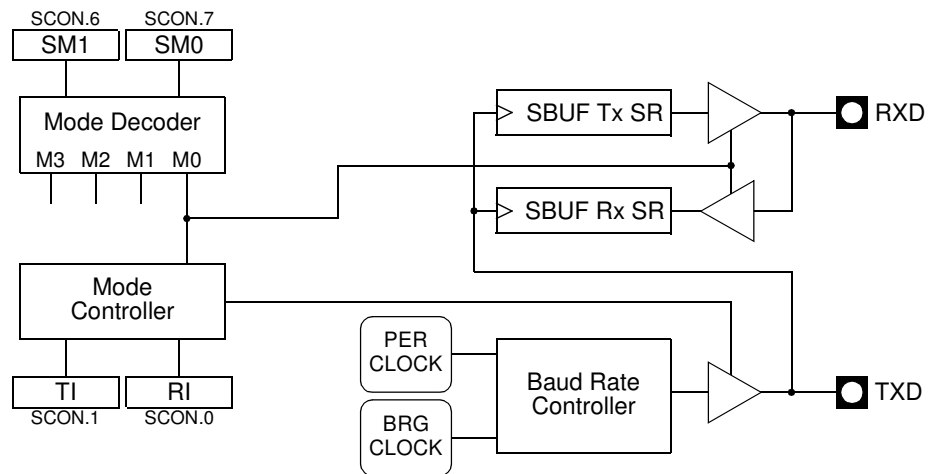 SCON.6 SCON.7
SM1 SM0
Mode Decoder
M3 M2 M1 M0
SBUF Tx SR
RXD
SBUF Rx SR
Mode
Controller
TI RI
SCON.1 SCON.0
PER
CLOCK
BRG
CLOCK
Baud Rate
Controller
TXD